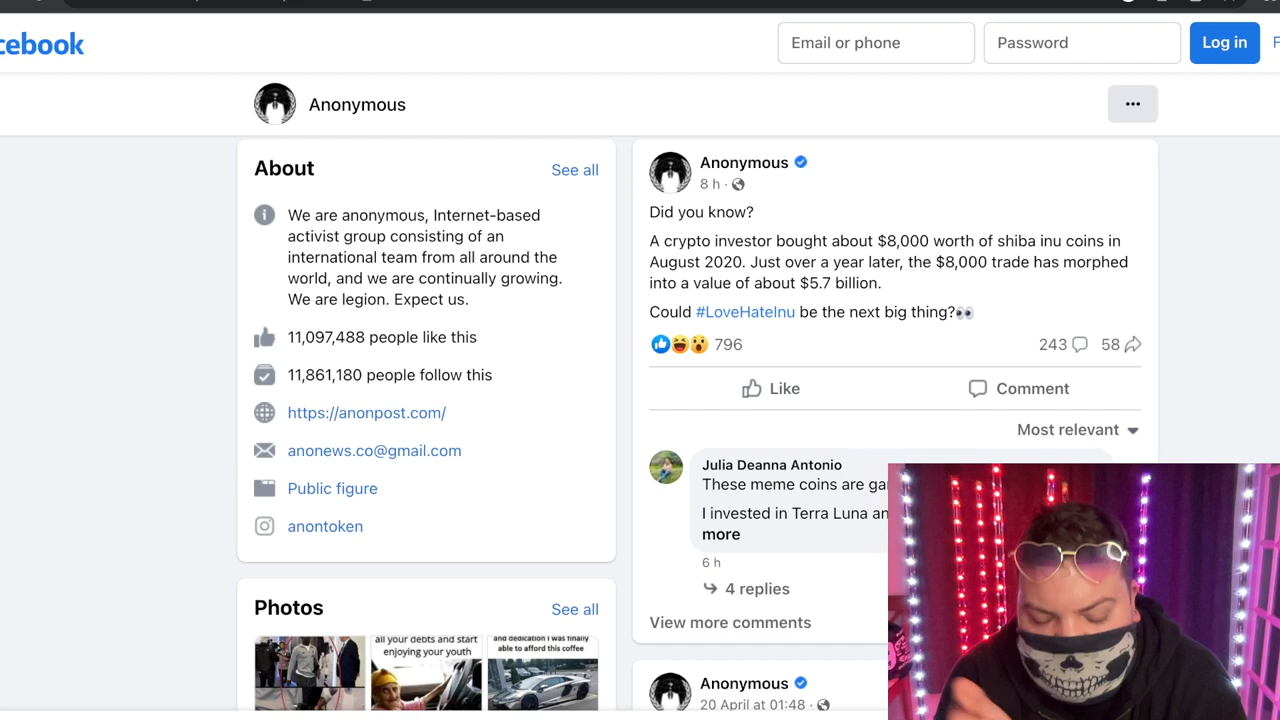 cebook
Email or phone
Password
Log in
F
Anonymous
...
About
See all
We are anonymous, Internet-based
activist group consisting of an
international team from all around the
world, and we are continually growing.
We are legion. Expect us.
11,097,488 people like this
11,861,180 people follow this
https://anonpost.com/
anonews.co@gmail.com
Public figure
anontoken
Photos
See all
all your debts and start
enjoying your youth
and dedication I was finally
able to afford this coffee
Anonymous
8 h ·
Did you know?
A crypto investor bought about $8,000 worth of shiba inu coins in
August 2020. Just over a year later, the $8,000 trade has morphed
into a value of about $5.7 billion.
Could #LoveHateInu be the next big thing?👀
796
243
58
Like
Comment
Most relevant
Julia Deanna Antonio
These meme coins are ga
I invested in Terra Luna an
more
6 h
4 replies
View more comments
Anonymous
20 April at 01:48 ·